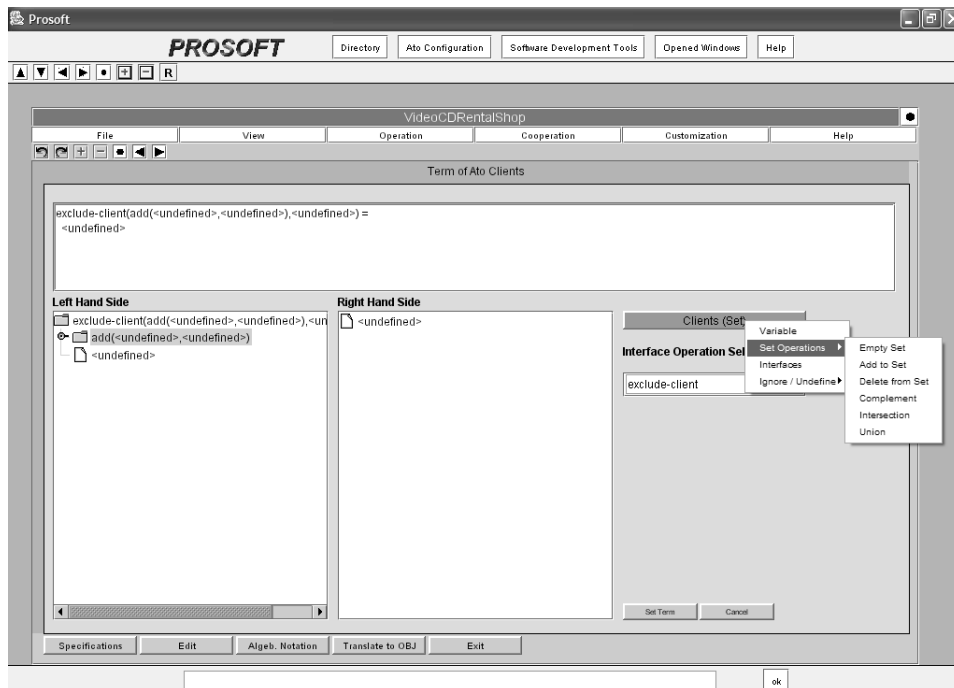 Prosoft
PROSOFT Directory Ato Configuration Software Development Tools Opened Windows Help
R
VideoCDRentalShop
File View Operation Cooperation Customization Help
Term of Ato Clients
exclude-client(add(<undefined>,<undefined>),<undefined>) =
<undefined>
Left Hand Side Right Hand Side
exclude-client(add(<undefined>,<undefined>),<un <undefined> Clients (Set)
add(<undefined>,<undefined>)
<undefined>
Interface Operation Sel
exclude-client
Variable
Set Operations
Interfaces
Ignore / Undefine
Empty Set
Add to Set
Delete from Set
Complement
Intersection
Union
Set Term Cancel
Specifications Edit Algeb. Notation Translate to OBJ Exit
ok